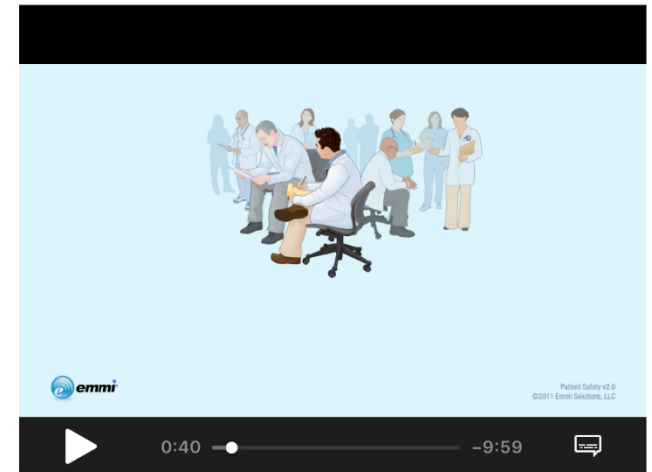 emmi
Patient Safety v2.0
©2011 Emmi Solutions, LLC
0:40
-9:59